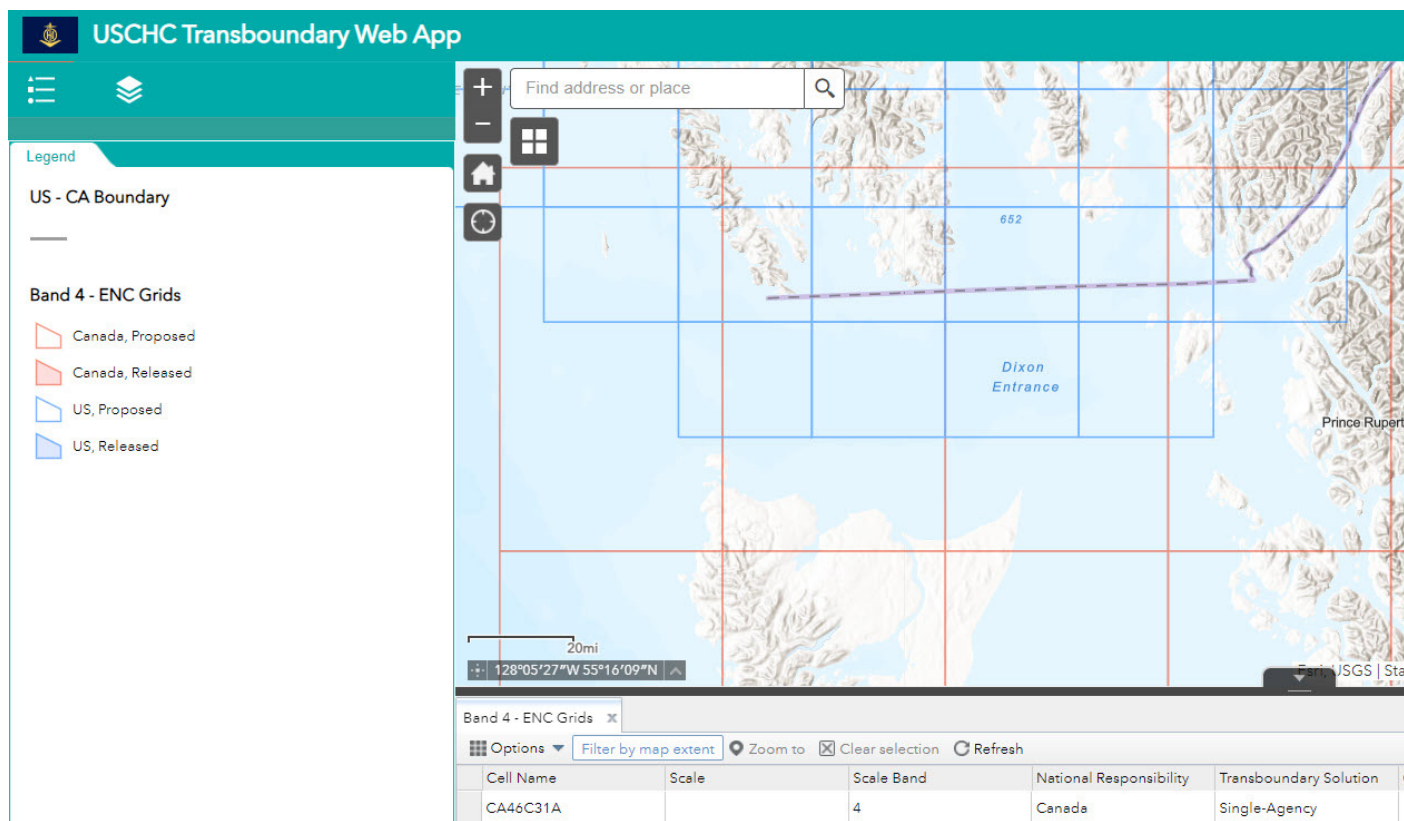 USCHC Transboundary Web App
Find address or place
Legend
US - CA Boundary
Band 4 - ENC Grids
Canada, Proposed
Canada, Released
US, Proposed
US, Released
652
Dixon
Entrance
Prince Rupert
20mi
128°05'27"W 55°16'09"N
Esri, USGS | Sta
Band 4 - ENC Grids x
Options Filter by map extent Zoom to Clear selection Refresh
Cell Name Scale Scale Band National Responsibility Transboundary Solution
CA46C31A 4 Canada Single-Agency